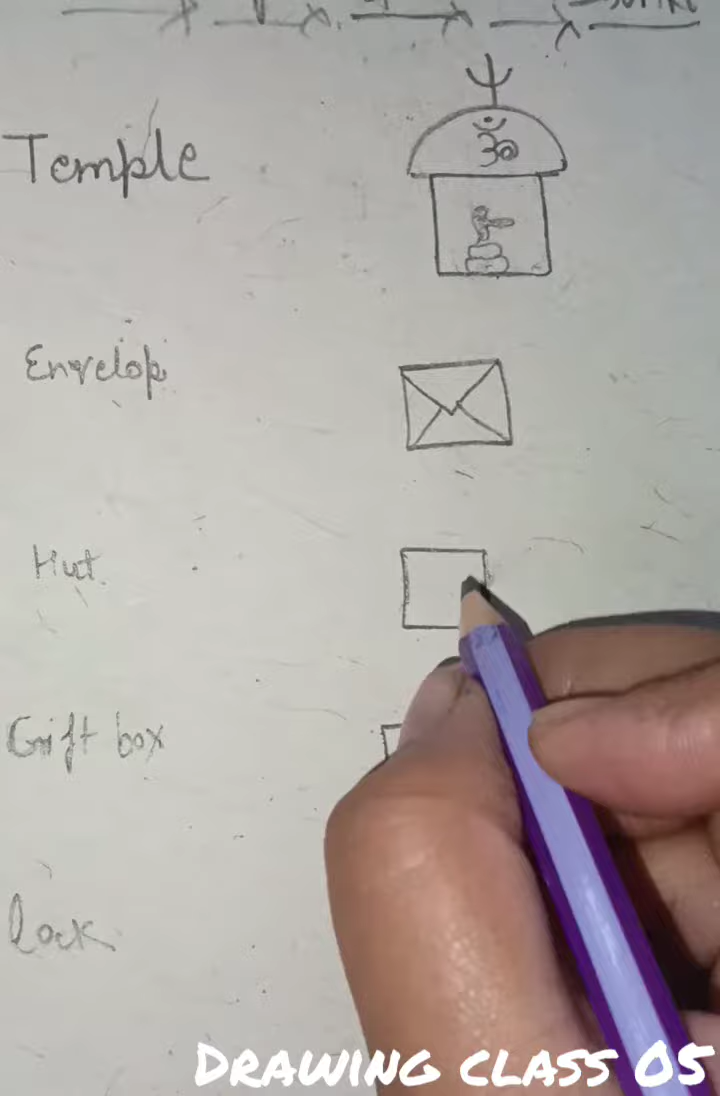 ॐ
Temple
Envelop
Hut.
Gift box
lock
DRAWING CLASS 05